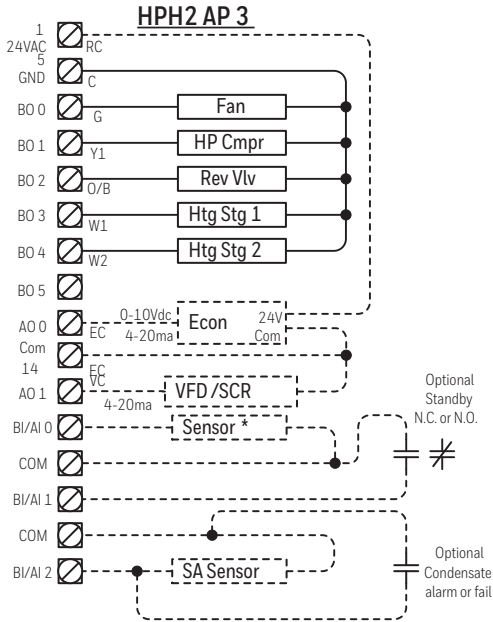 HPH2 AP 3
1
24VAC
RC
5
GND
C
BO 0
G
Fan
BO 1
Y1
HP Cmpr
BO 2
O/B
Rev Vlv
BO 3
W1
Htg Stg 1
BO 4
W2
Htg Stg 2
BO 5
AO 0
EC
0-10Vdc
4-20ma
Econ
24V
Com
Com
14
EC
VC
AO 1
4-20ma
VFD/SCR
BI/AI 0
Sensor *
Optional
Standby
N.C. or N.O.
COM
BI/AI 1
COM
BI/AI 2
SA Sensor
Optional
Condensate
alarm or fail